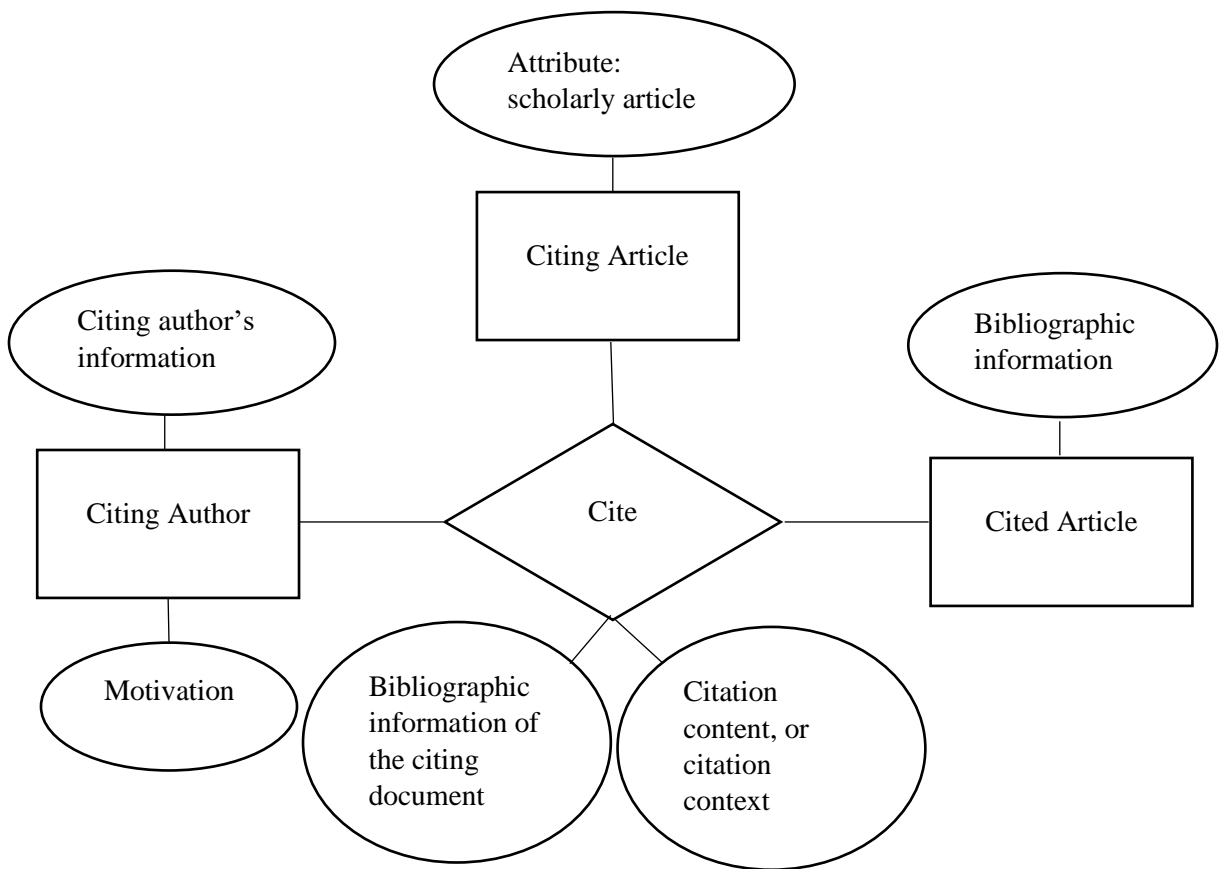 Attribute:
scholarly article
Citing Article
Citing author’s
information
Bibliographic
information
Citing Author
Cite
Cited Article
Motivation
Bibliographic
information of
the citing
document
Citation
content, or
citation
context